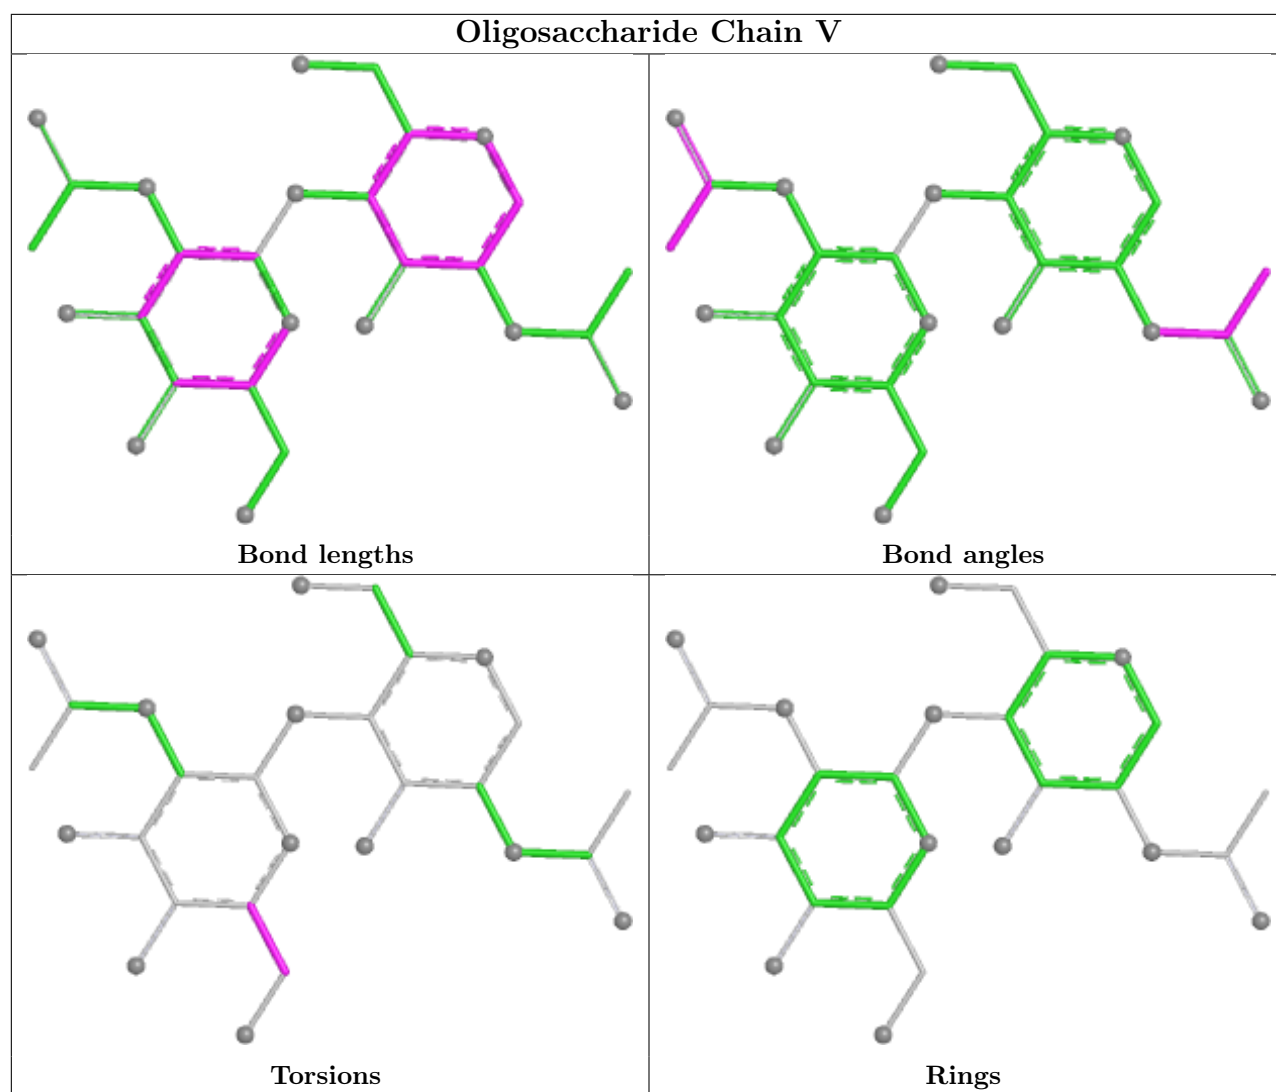 Oligosaccharide Chain V
Bond lengths
Bond angles
Torsions
Rings